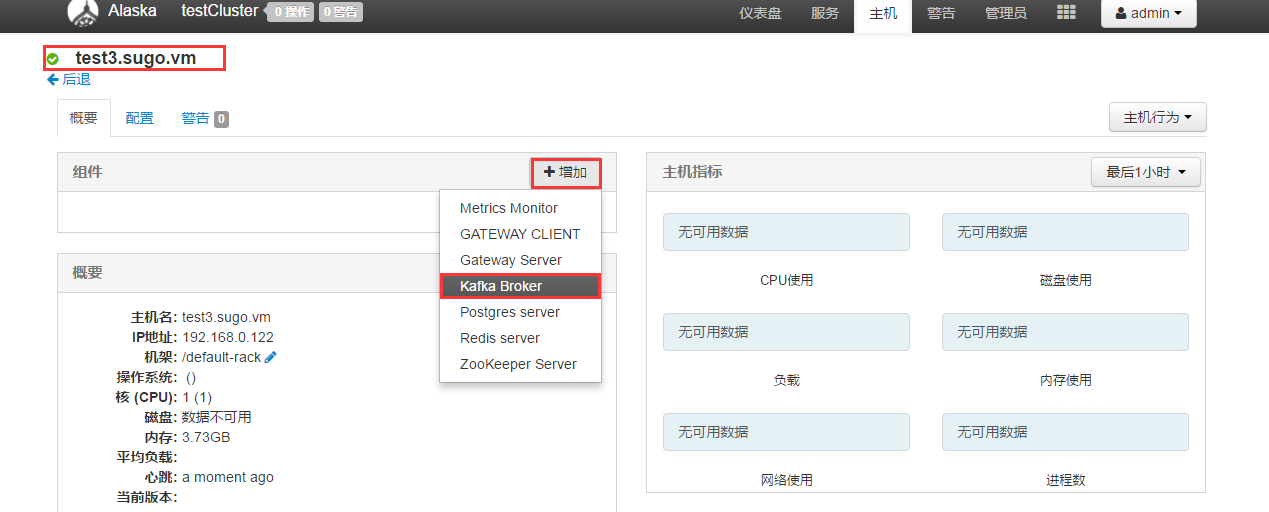 Alaska testCluster 0 操作 0 警告 仪表盘 服务 主机 警告 管理员 admin
test3.sugo.vm
后退
概要 配置 警告 0 主机行为
组件 增加
Metrics Monitor
GATEWAY CLIENT
Gateway Server
Kafka Broker
Postgres server
Redis server
ZooKeeper Server
概要
主机名: test3.sugo.vm
IP地址: 192.168.0.122
机架: /default-rack
操作系统: ()
核 (CPU): 1 (1)
磁盘: 数据不可用
内存: 3.73GB
平均负载:
心跳: a moment ago
当前版本:
主机指标 最后1小时
无可用数据 无可用数据
CPU使用 磁盘使用
无可用数据 无可用数据
负载 内存使用
无可用数据 无可用数据
网络使用 进程数